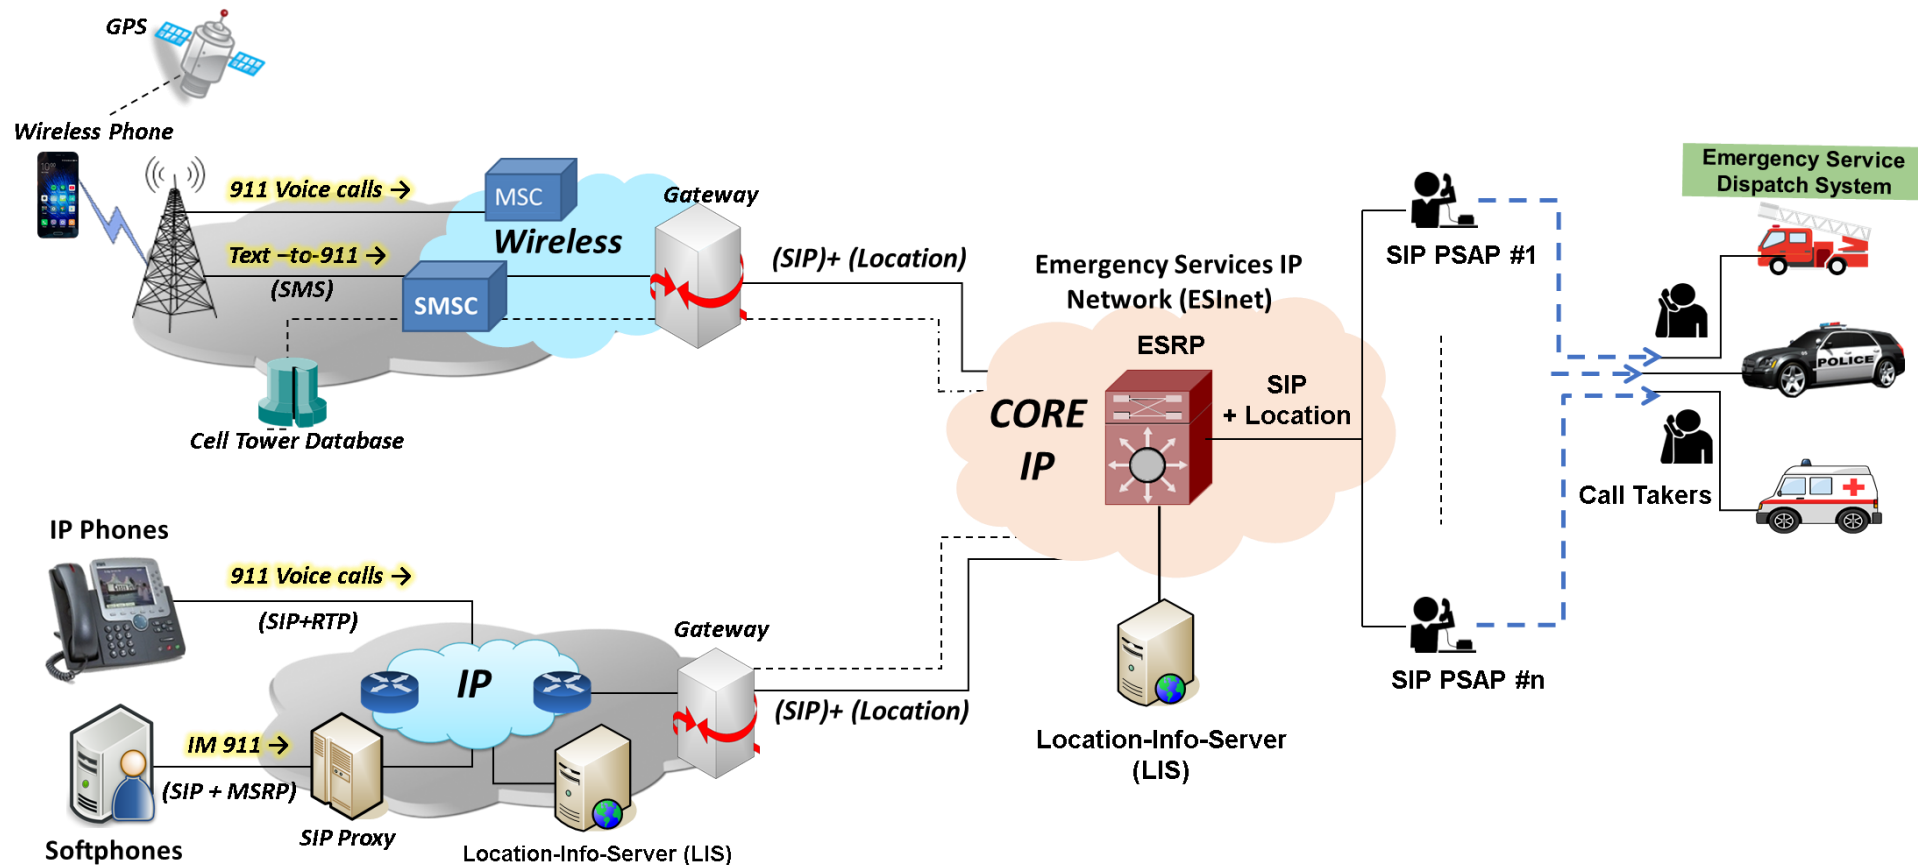 GPS
Wireless Phone
911 Voice calls →
MSC
Gateway
Wireless
Text –to-911 →
(SMS)
SMSC
(SIP)+ (Location)
Cell Tower Database
Emergency Services IP
Network (ESInet)
ESRP
CORE
IP
SIP
+ Location
SIP PSAP #1
Emergency Service
Dispatch System
POLICE
Call Takers
SIP PSAP #n
IP Phones
911 Voice calls →
(SIP+RTP)
Gateway
IP
(SIP)+ (Location)
IM 911 →
(SIP + MSRP)
SIP Proxy
Softphones
Location-Info-Server (LIS)
Location-Info-Server
(LIS)